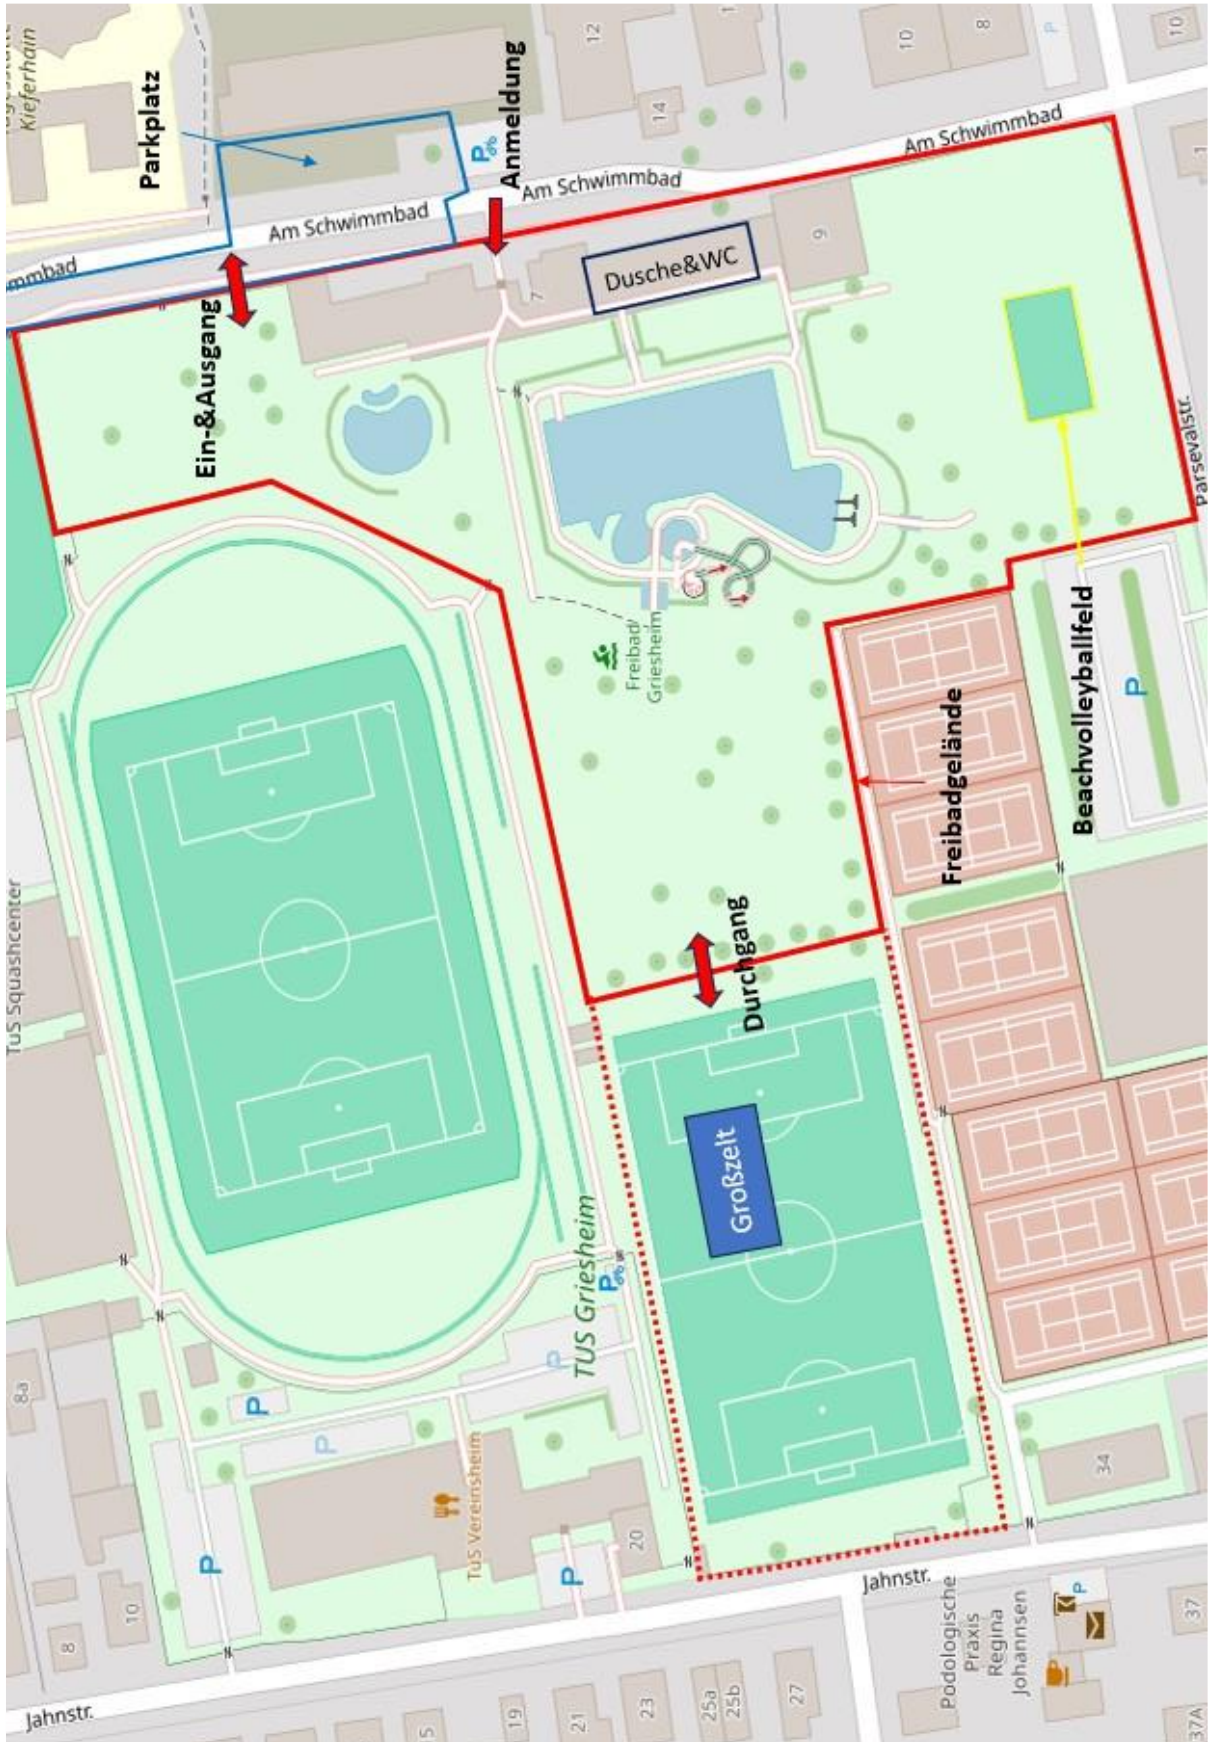 Jahnstr.
8
10
8a
TuS Squashcenter
Kieferhain
mmbad
Parkplatz
P
P
P
Ein-&Ausgang
Am Schwimmbad
5
TuS Vereinsheim
P
19
P
20
21
TUS Griesheim
P
P
Anmeldung
Am Schwimmbad
7
12
23
Freibad/
Griesheim
Dusche&WC
14
25a
25b
Großzelt
Durchgang
27
9
Jahnstr.
10
Am Schwimmbad
8
Podologische
Praxis
Regina
Johannsen
Freibadgelände
P
P
Beachvolleyballfeld
34
P
10
37
37A
Parsevalstr.
1